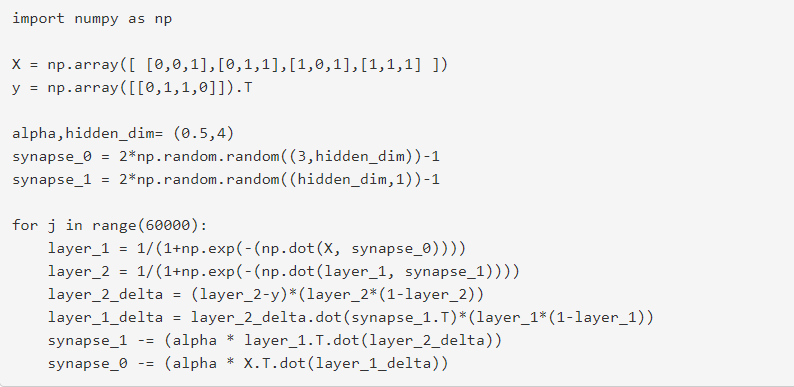 import numpy as np
X = np.array([ [0,0,1],[0,1,1],[1,0,1],[1,1,1] ])
y = np.array([[0,1,1,0]]).T
alpha,hidden_dim= (0.5,4)
synapse_0 = 2*np.random.random((3,hidden_dim))-1
synapse_1 = 2*np.random.random((hidden_dim,1))-1
for j in range(60000):
    layer_1 = 1/(1+np.exp(-(np.dot(X, synapse_0))))
    layer_2 = 1/(1+np.exp(-(np.dot(layer_1, synapse_1))))
    layer_2_delta = (layer_2-y)*(layer_2*(1-layer_2))
    layer_1_delta = layer_2_delta.dot(synapse_1.T)*(layer_1*(1-layer_1))
    synapse_1 -= (alpha * layer_1.T.dot(layer_2_delta))
    synapse_0 -= (alpha * X.T.dot(layer_1_delta))